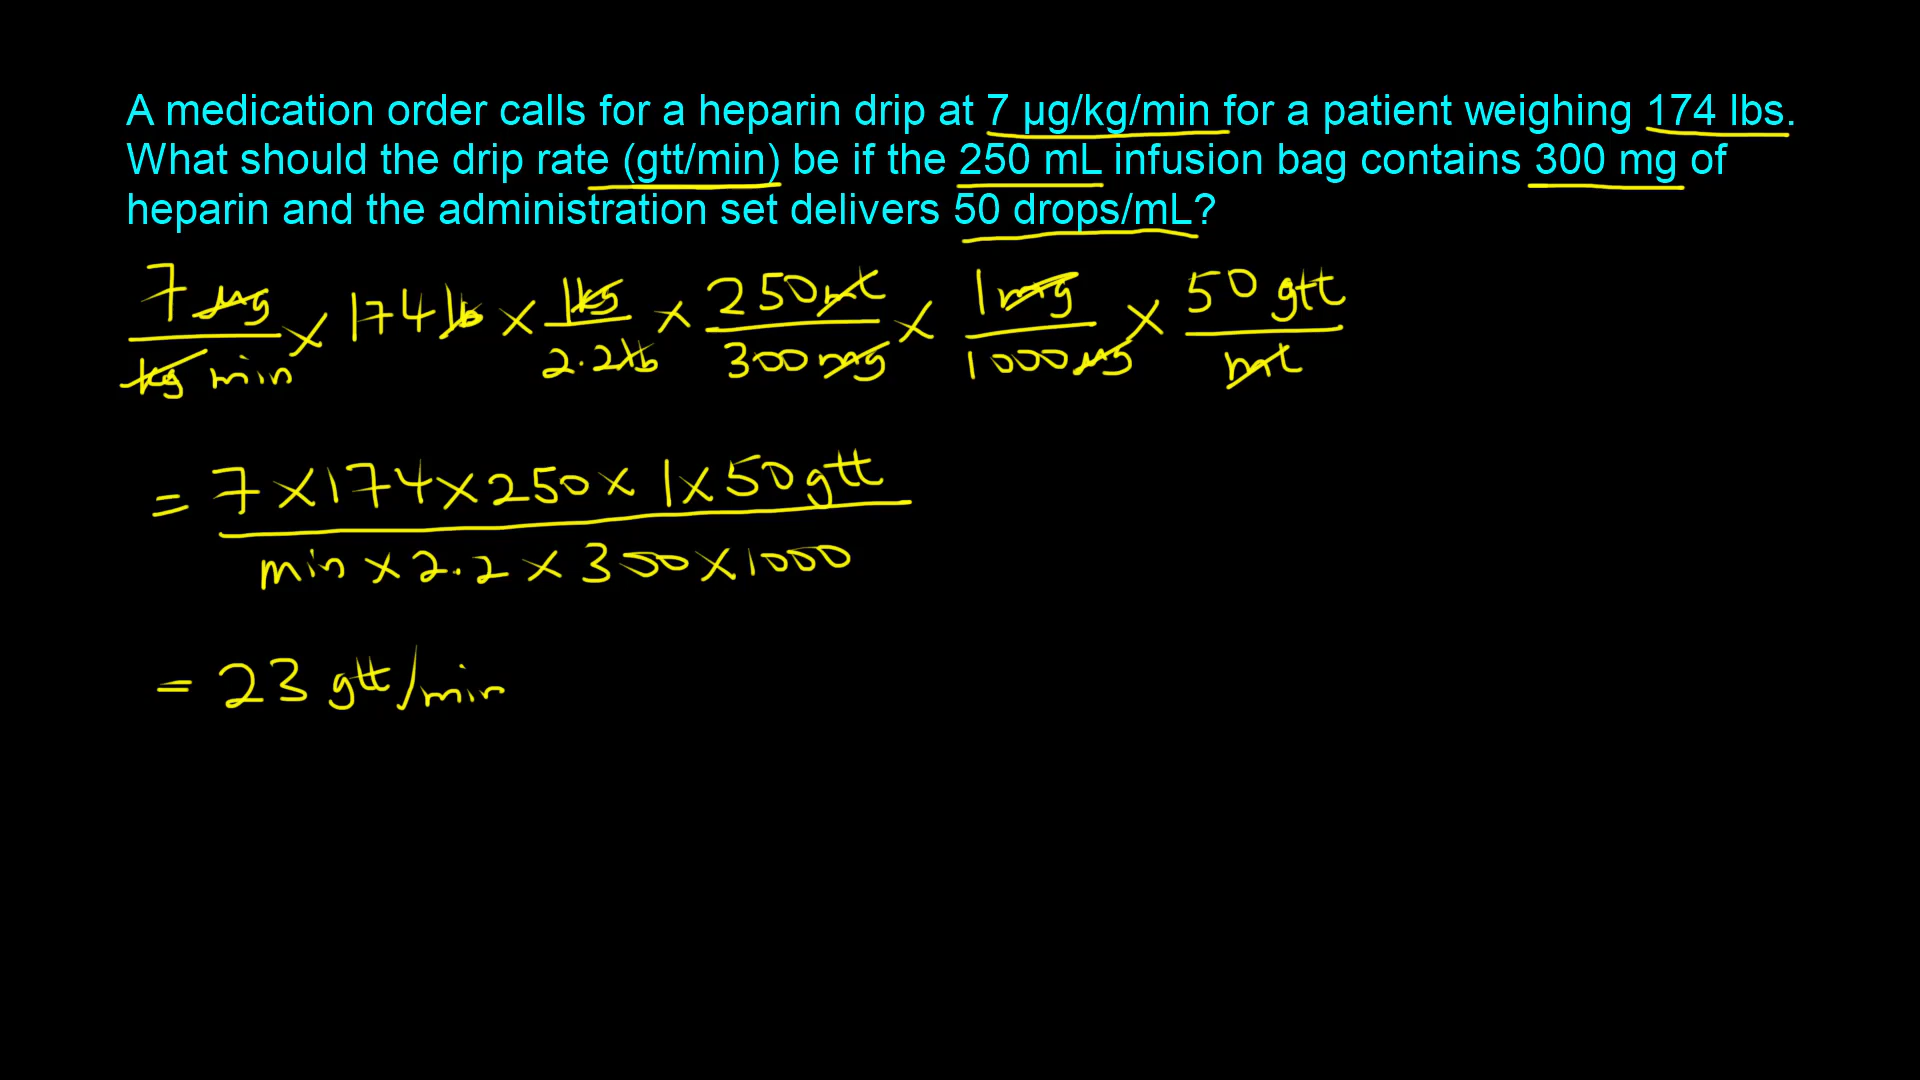 A medication order calls for a heparin drip at 7 µg/kg/min for a patient weighing 174 lbs.
What should the drip rate (gtt/min) be if the 250 mL infusion bag contains 300 mg of
heparin and the administration set delivers 50 drops/mL?
7 µg/kg min × 174 lb × 1 kg/2.2 lb × 250 mL/300 mg × 1 mg/1000 µg × 50 gtt/mL
= 7 × 174 × 250 × 1 × 50 gtt
min × 2.2 × 300 × 1000
= 23 gtt/min